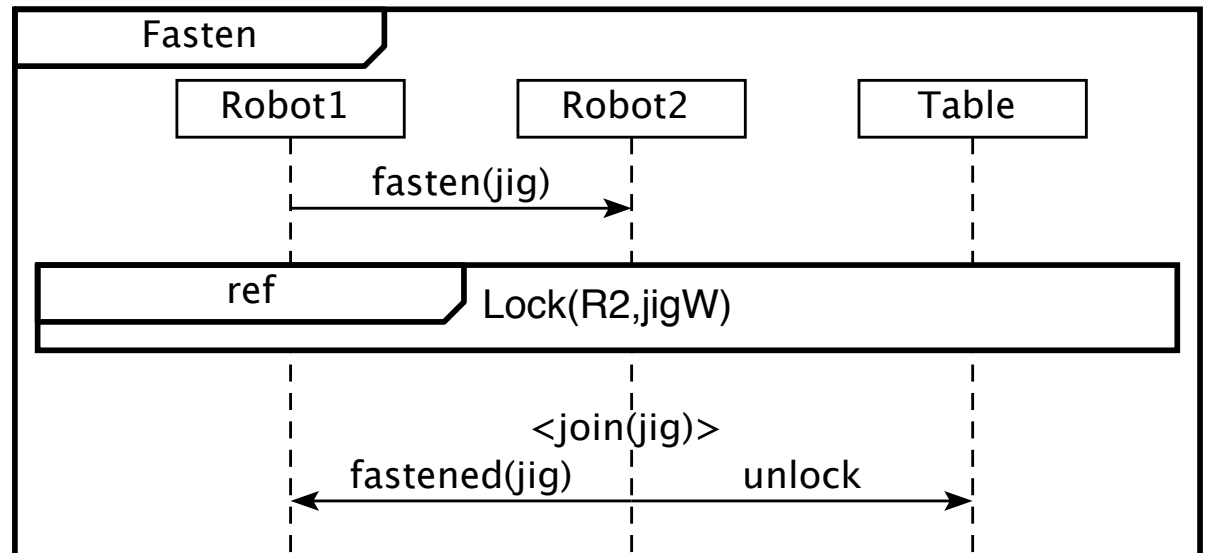 Fasten
Robot1 Robot2 Table
fasten(jig)
ref
Lock(R2,jigW)
<join(jig)>
fastened(jig) unlock